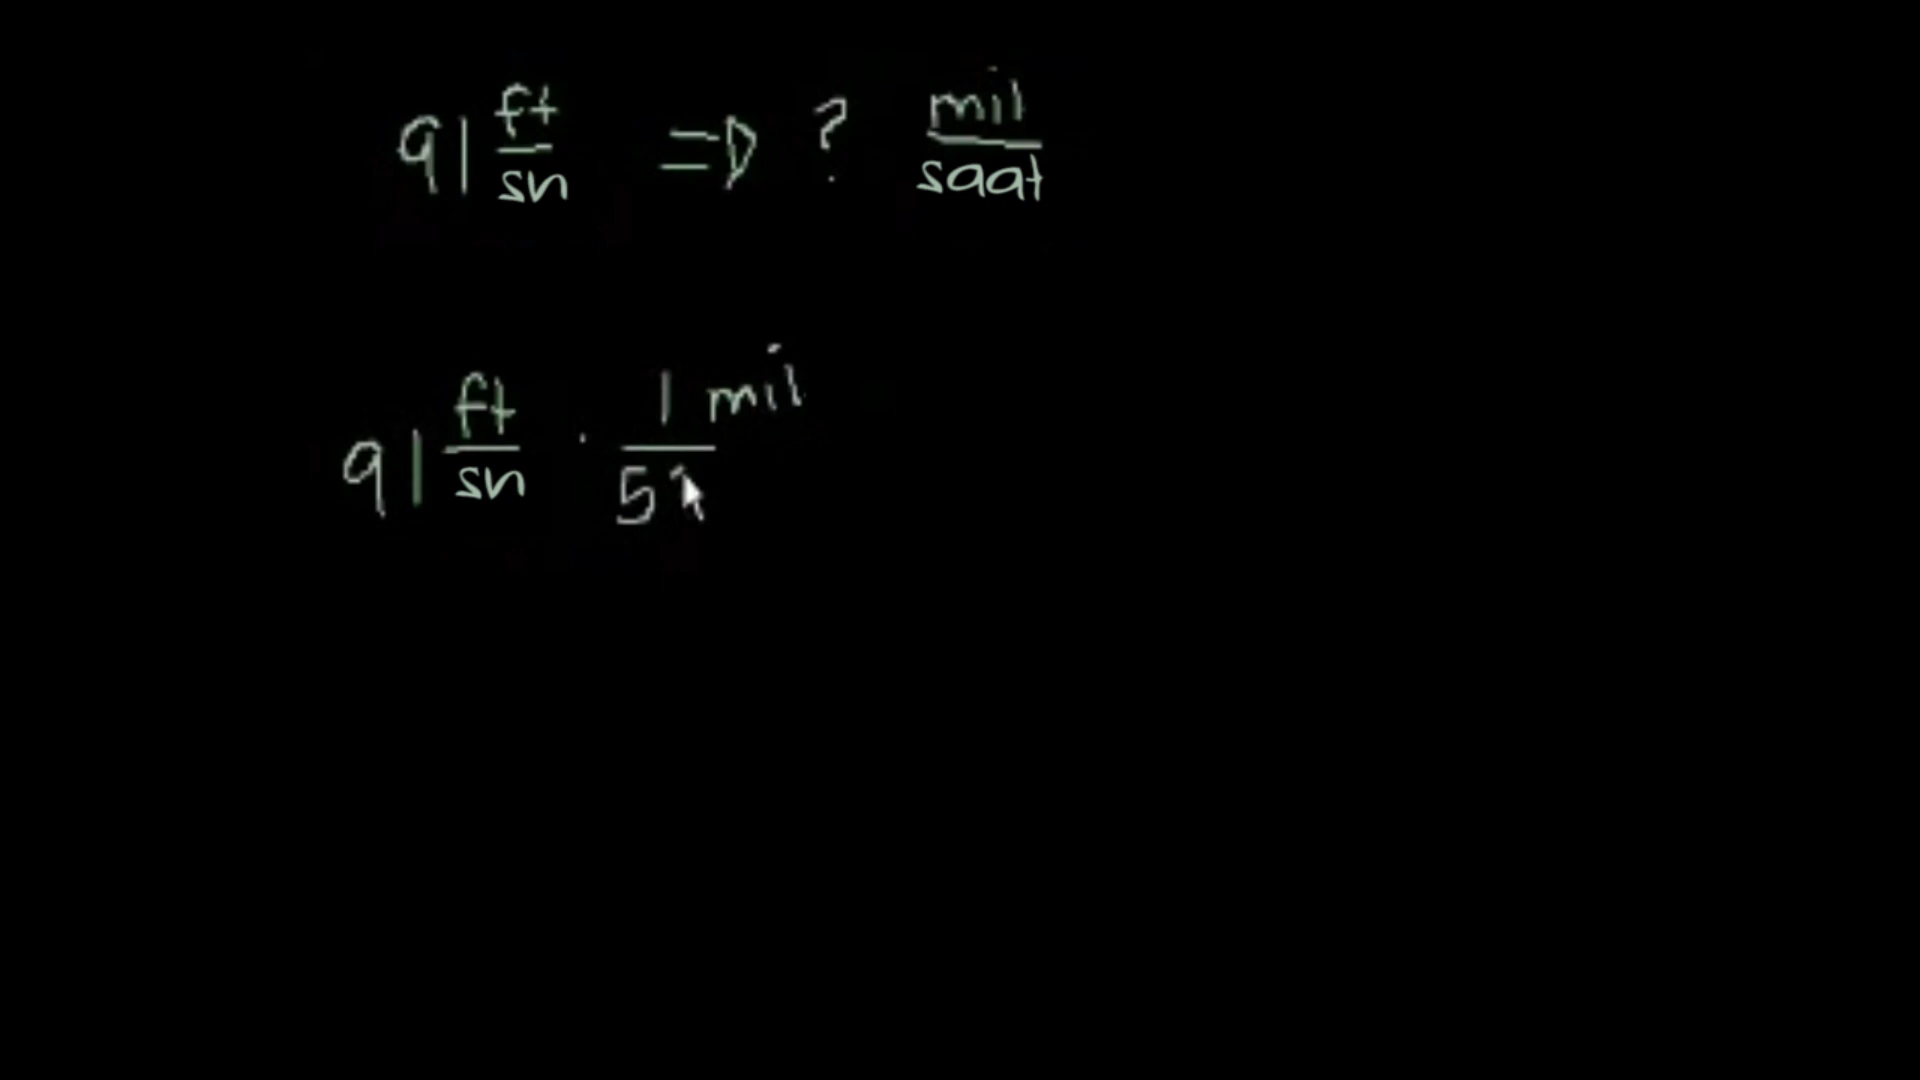 91 ft/sn => ? mil/saat
91 ft/sn · 1 mil/5